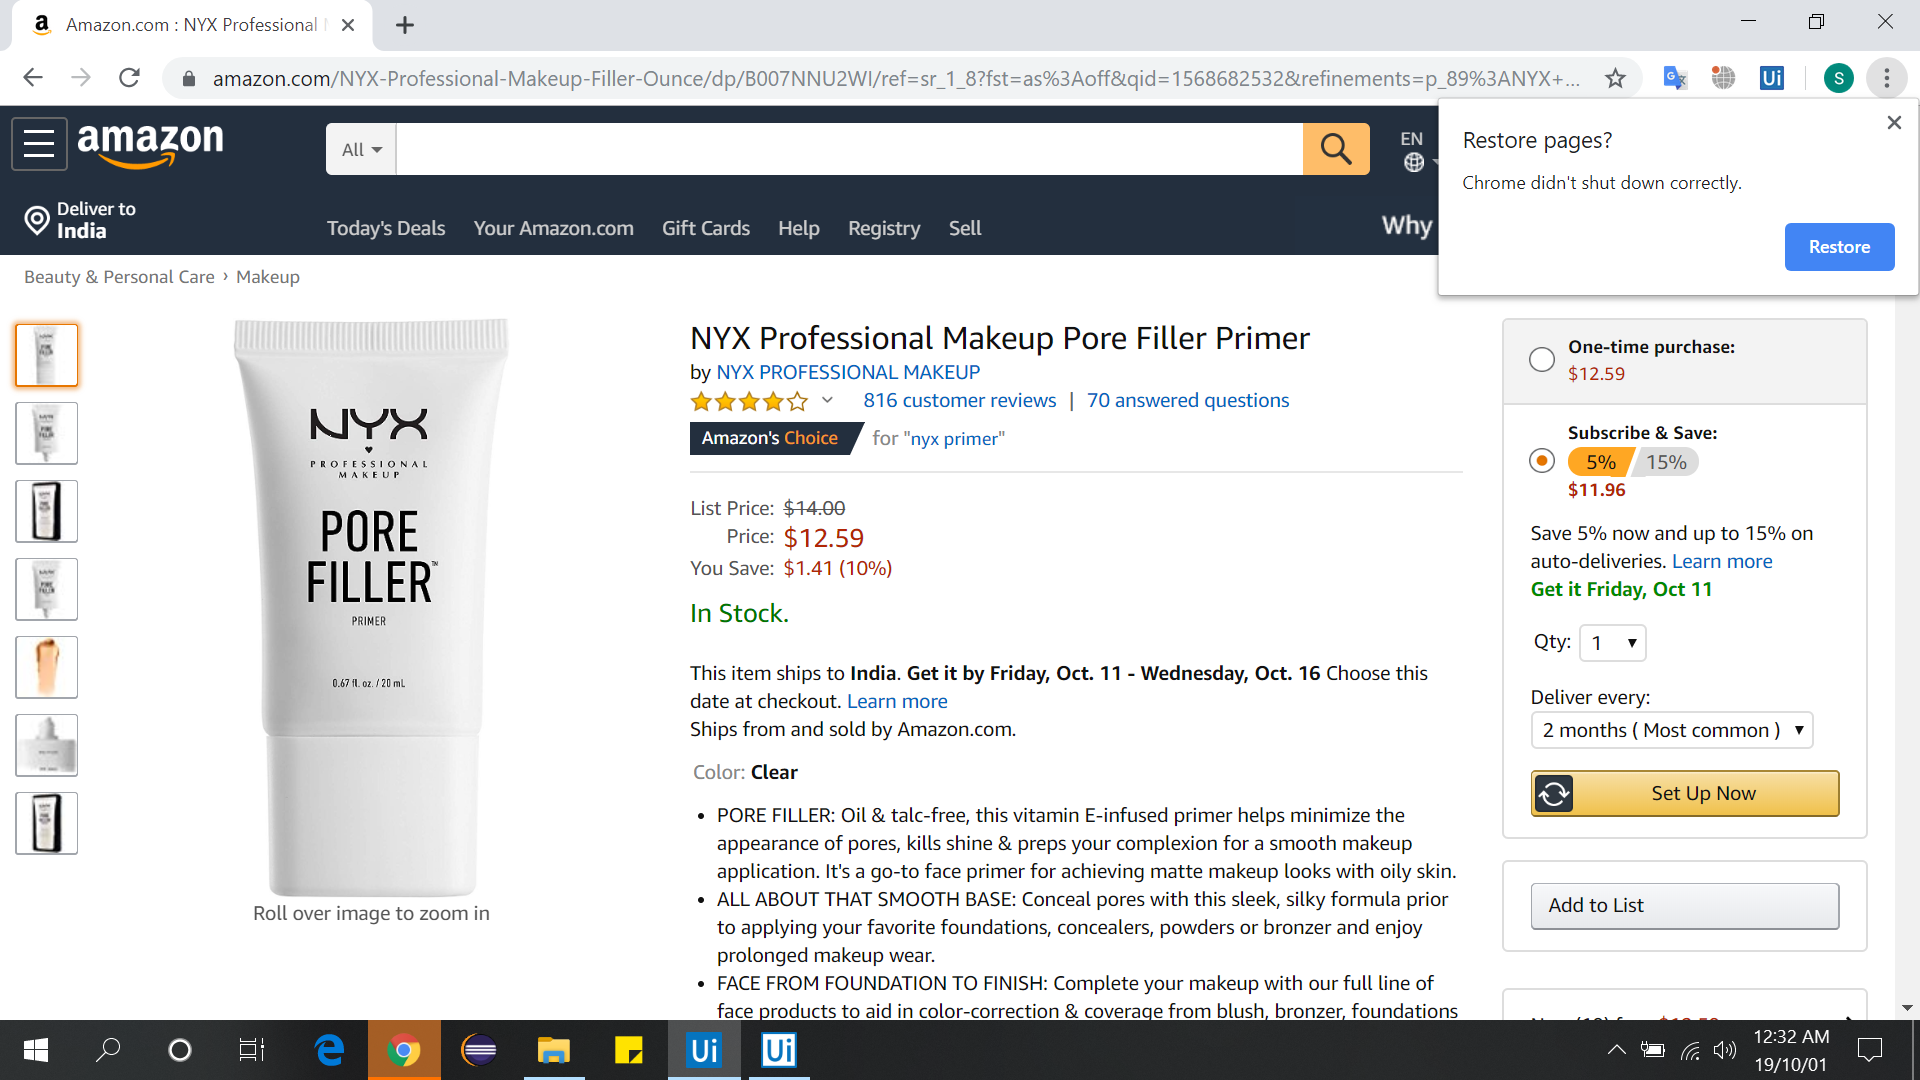 Amazon.com : NYX Professional
amazon.com/NYX-Professional-Makeup-Filler-Ounce/dp/B007NNU2WI/ref=sr_1_8?fst=as%3Aoff&qid=1568682532&refinements=p_89%3ANYX+...
Ui
S
Restore pages?
Chrome didn't shut down correctly.
Restore
amazon
All
EN
Deliver to
India
Today's Deals
Your Amazon.com
Gift Cards
Help
Registry
Sell
Why
Beauty & Personal Care › Makeup
NYX
PROFESSIONAL
MAKEUP
PORE
FILLER™
PRIMER
0.67 fl. oz. / 20 mL
Roll over image to zoom in
NYX Professional Makeup Pore Filler Primer
by NYX PROFESSIONAL MAKEUP
816 customer reviews | 70 answered questions
Amazon's Choice for "nyx primer"
List Price: $14.00
Price: $12.59
You Save: $1.41 (10%)
In Stock.
This item ships to India. Get it by Friday, Oct. 11 - Wednesday, Oct. 16 Choose this
date at checkout. Learn more
Ships from and sold by Amazon.com.
Color: Clear
• PORE FILLER: Oil & talc-free, this vitamin E-infused primer helps minimize the
appearance of pores, kills shine & preps your complexion for a smooth makeup
application. It's a go-to face primer for achieving matte makeup looks with oily skin.
• ALL ABOUT THAT SMOOTH BASE: Conceal pores with this sleek, silky formula prior
to applying your favorite foundations, concealers, powders or bronzer and enjoy
prolonged makeup wear.
• FACE FROM FOUNDATION TO FINISH: Complete your makeup with our full line of
face products to aid in color-correction & coverage from blush, bronzer, foundations
One-time purchase:
$12.59
Subscribe & Save:
5% 15%
$11.96
Save 5% now and up to 15% on
auto-deliveries. Learn more
Get it Friday, Oct 11
Qty: 1
Deliver every:
2 months ( Most common )
Set Up Now
Add to List
Ui
Ui
12:32 AM
19/10/01